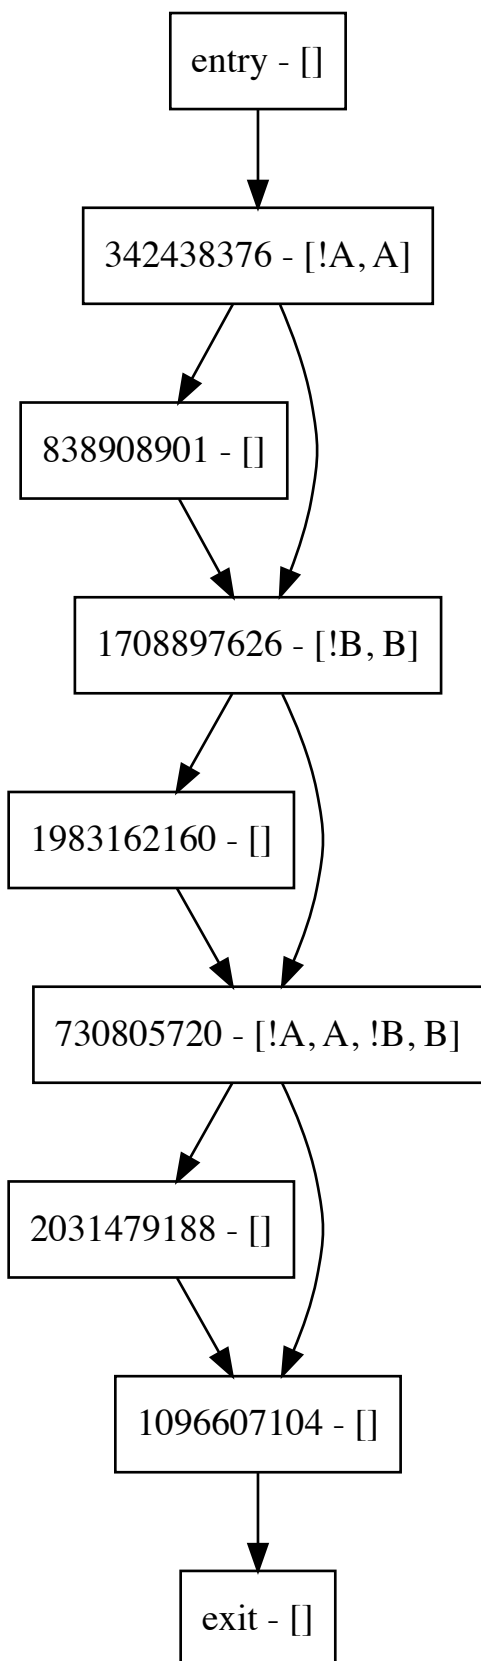 entry - []
342438376 - [!A, A]
838908901 - []
1708897626 - [!B, B]
1983162160 - []
730805720 - [!A, A, !B, B]
2031479188 - []
1096607104 - []
exit - []